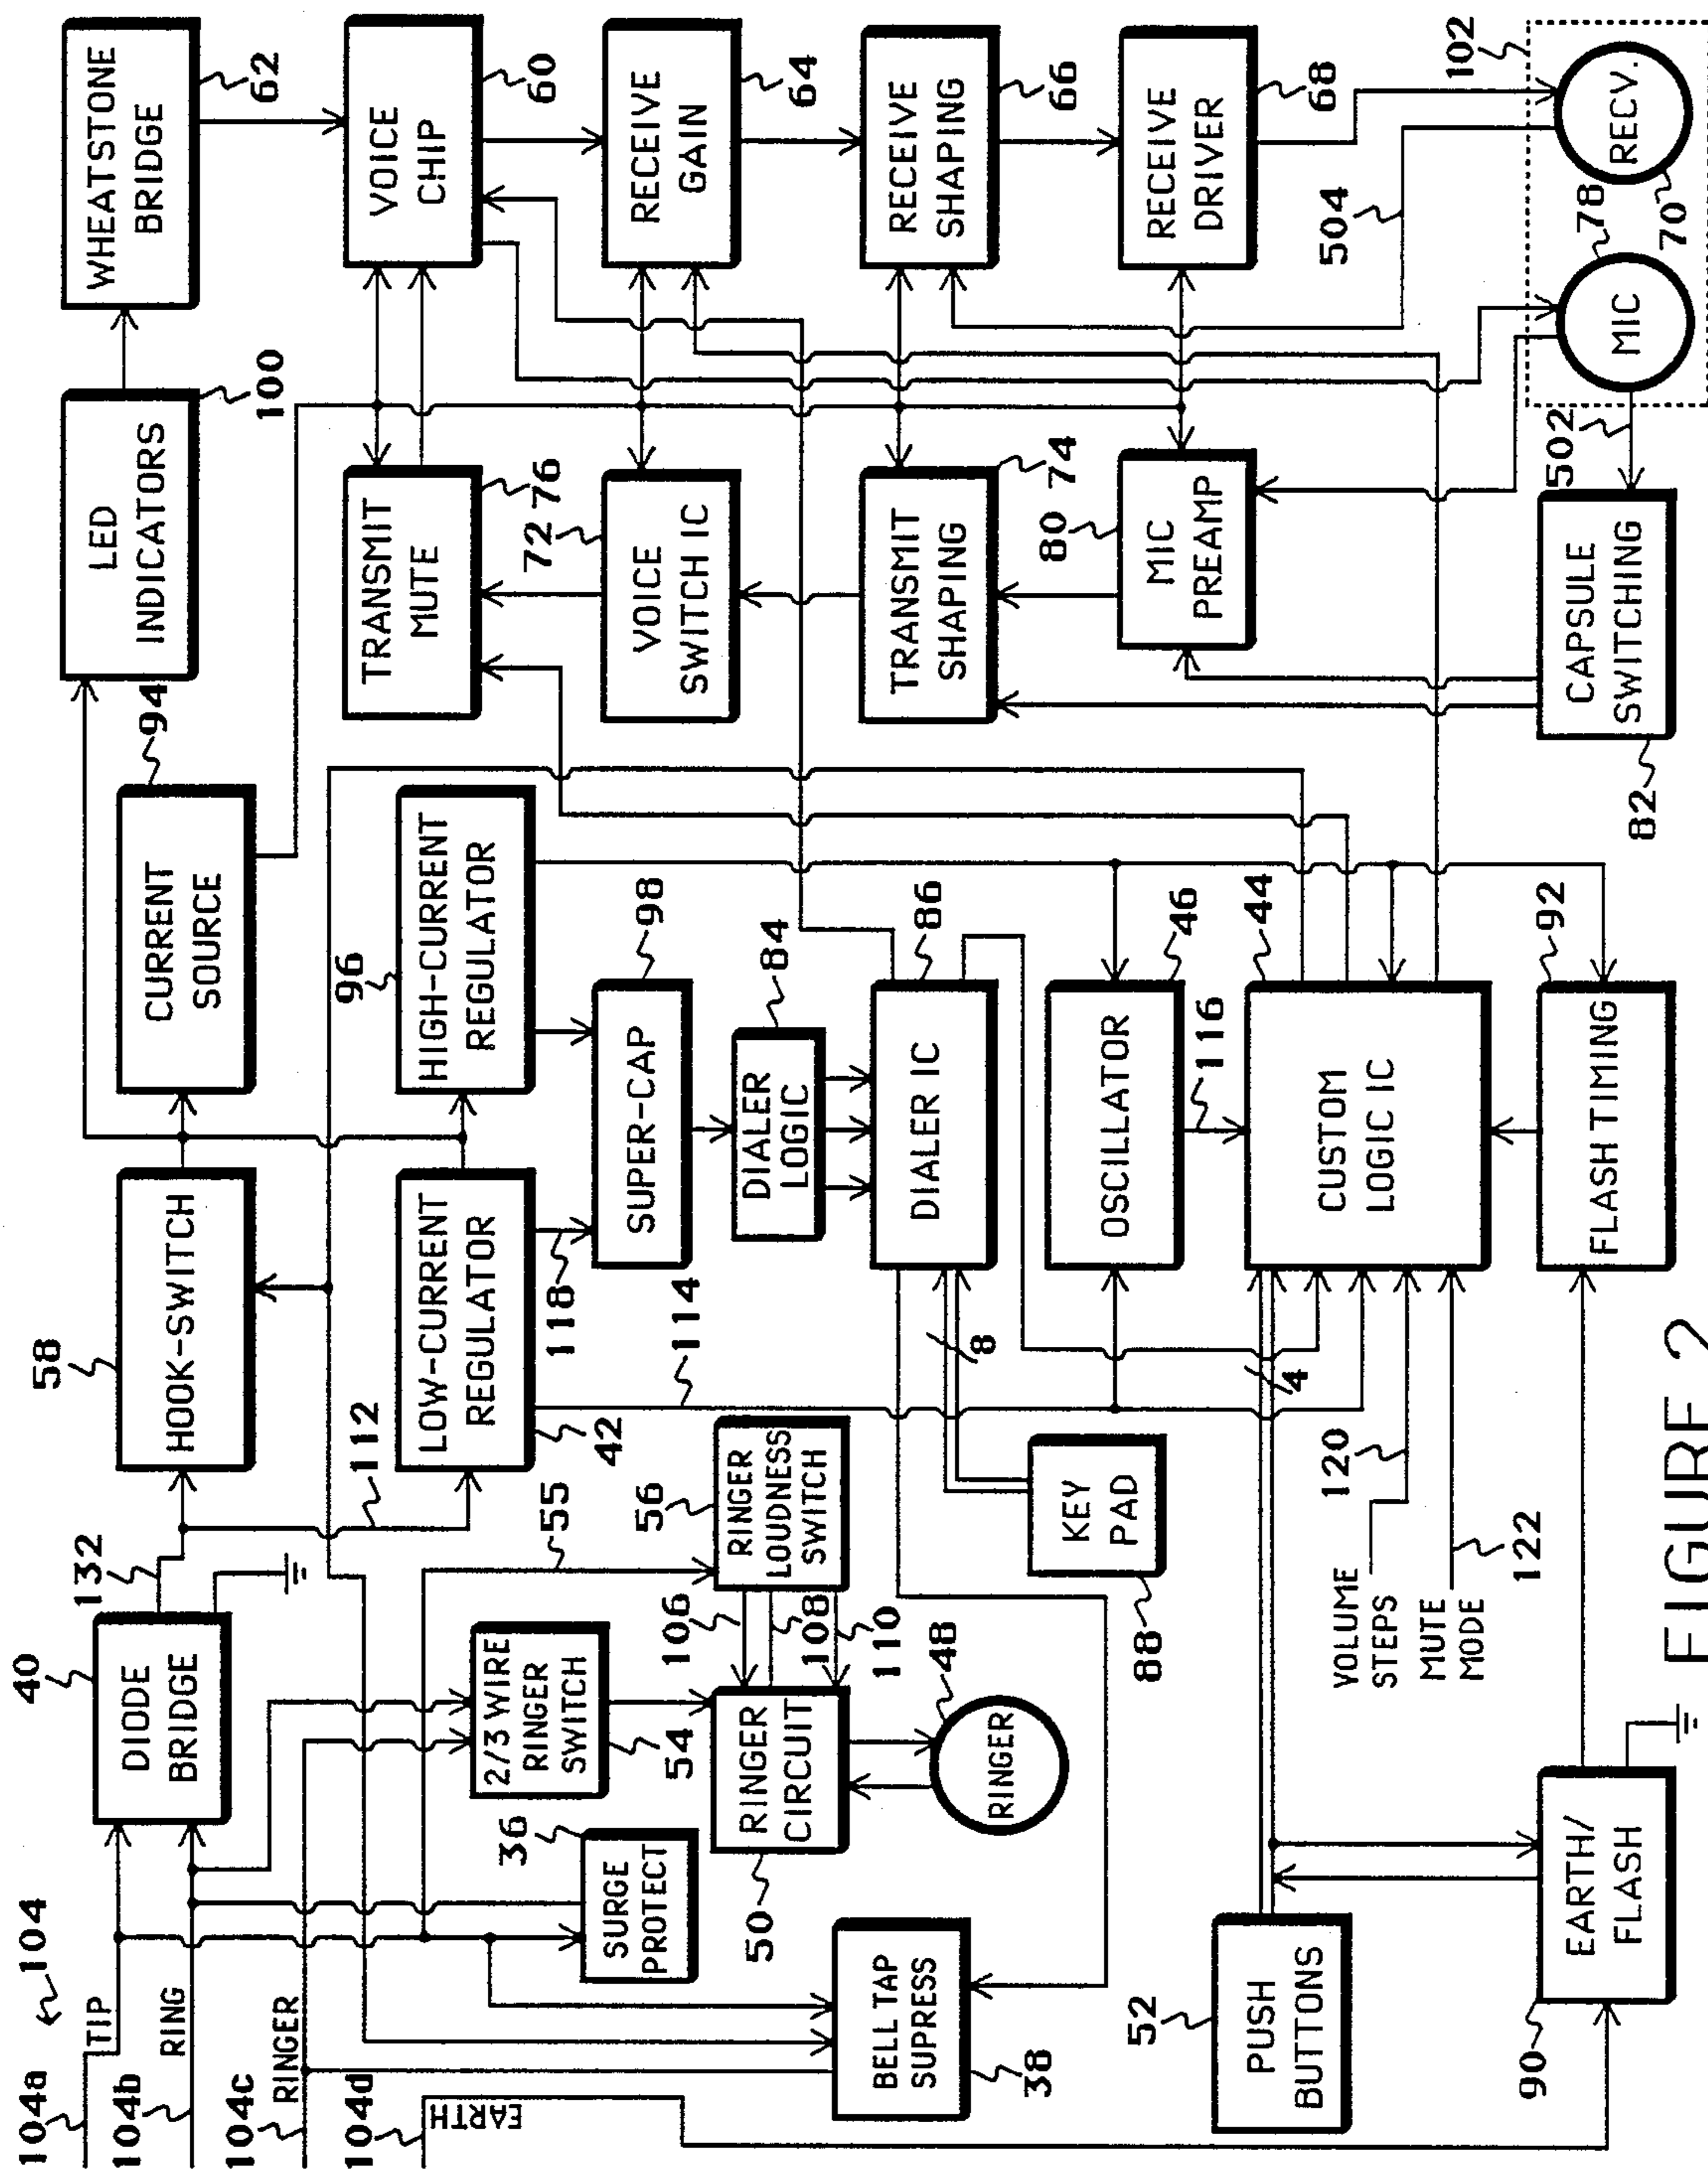 104
104a
TIP
104b
RING
104c
RINGER
104d
EARTH
40
DIODE
BRIDGE
132
112
58
HOOK-SWITCH
94
CURRENT
SOURCE
100
LED
INDICATORS
62
WHEATSTONE
BRIDGE
36
SURGE
PROTECT
2/3 WIRE
RINGER
SWITCH
54
55
42
LOW-CURRENT
REGULATOR
96
HIGH-CURRENT
REGULATOR
76
TRANSMIT
MUTE
60
VOICE
CHIP
50
RINGER
CIRCUIT
106
108
110
56
RINGER
LOUDNESS
SWITCH
118
114
98
SUPER-CAP
84
DIALER
LOGIC
72
VOICE
SWITCH IC
64
RECEIVE
GAIN
38
BELL TAP
SUPRESS
48
RINGER
8
86
DIALER IC
74
TRANSMIT
SHAPING
66
RECEIVE
SHAPING
88
KEY
PAD
46
OSCILLATOR
116
80
MIC
PREAMP
68
RECEIVE
DRIVER
52
PUSH
BUTTONS
4
VOLUME
STEPS
120
MUTE
MODE
122
44
CUSTOM
LOGIC IC
504
102
90
EARTH/
FLASH
92
FLASH TIMING
82
CAPSULE
SWITCHING
502
78
MIC
70
RECV.
FIGURE 2